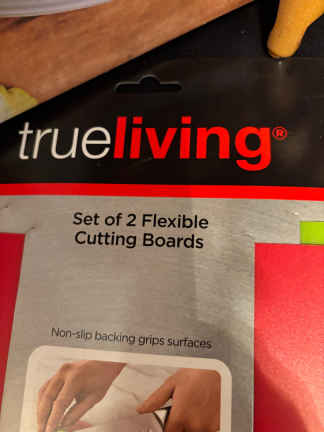 trueliving®
Set of 2 Flexible
Cutting Boards
Non-slip backing grips surfaces